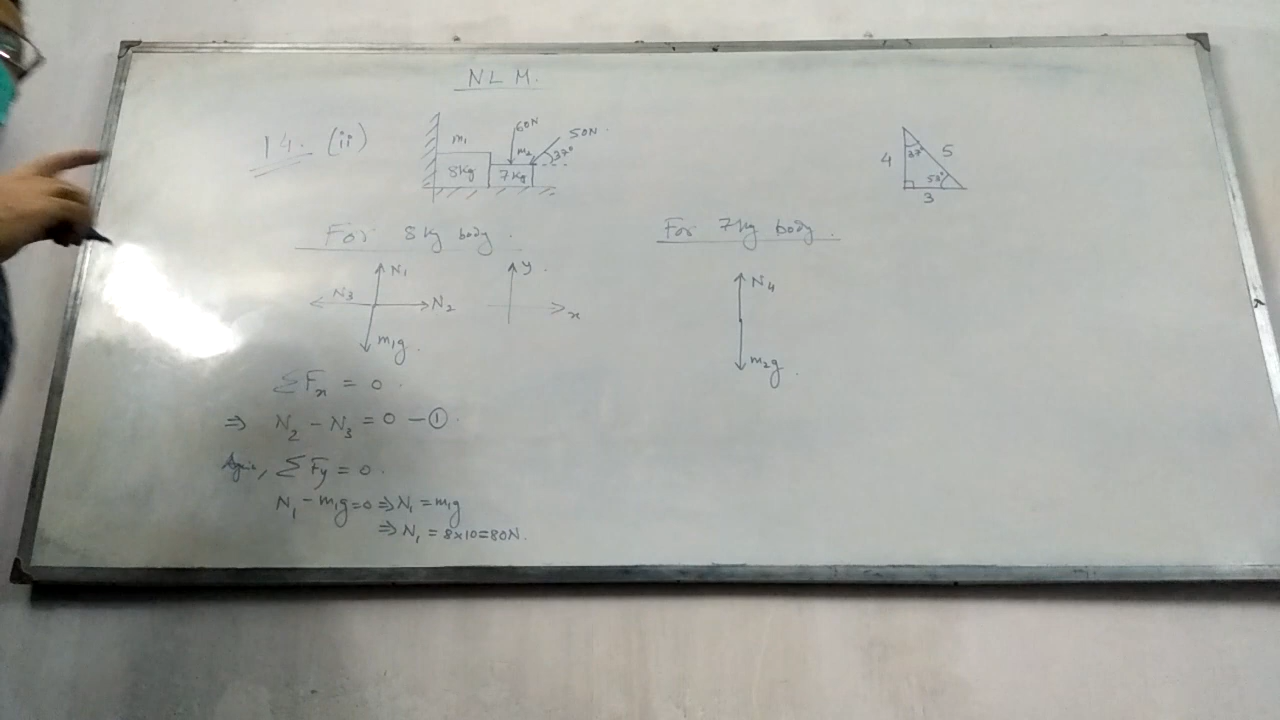 NLM.
14. (ii)
m₁
8kg
60N
m₂
7kg
50N.
37°
4
37°
5
53°
3
For 8kg body.
N₁
N₃
N₂
m₁g.
y.
x
ΣFₓ = 0.
⇒ N₂ - N₃ = 0 - ①.
Again, ΣFy = 0.
N₁ - m₁g = 0 ⇒ N₁ = m₁g
⇒ N₁ = 8×10 = 80N.
For 7kg body.
N₄
m₂g.